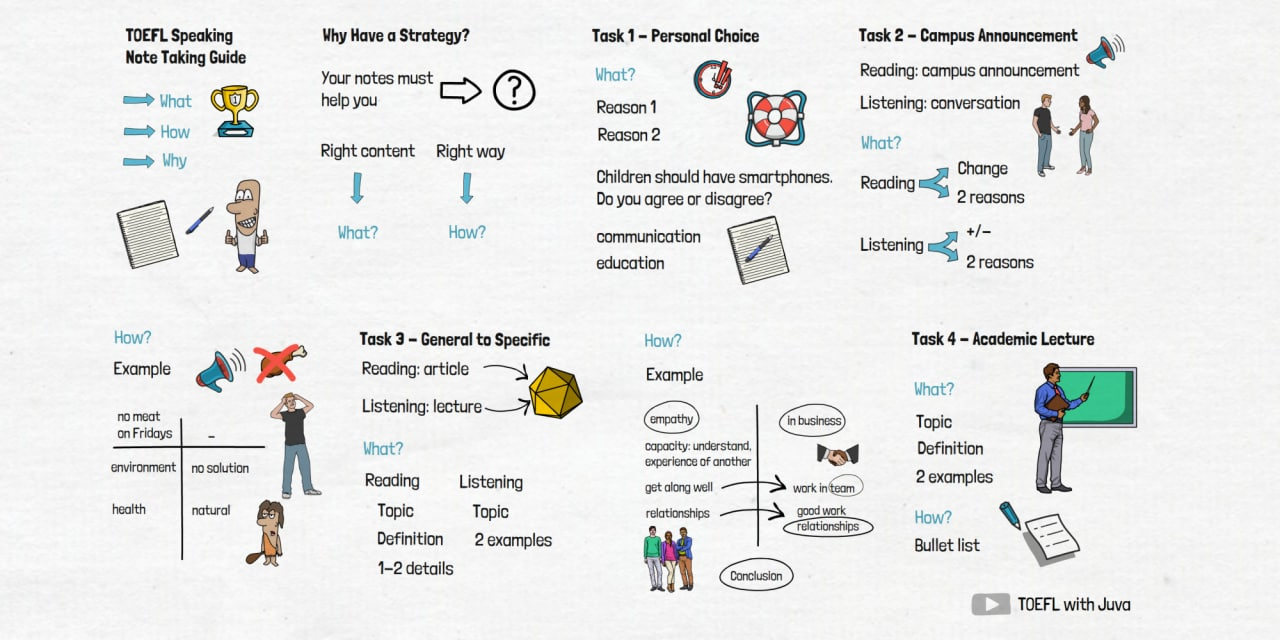 TOEFL Speaking
Note Taking Guide
What
How
Why
1
Why Have a Strategy?
Your notes must
help you
?
Right content
Right way
What?
How?
Task 1 – Personal Choice
What?
Reason 1
Reason 2
Children should have smartphones.
Do you agree or disagree?
communication
education
Task 2 – Campus Announcement
Reading: campus announcement
Listening: conversation
What?
Reading
Change
2 reasons
Listening
+/–
2 reasons
How?
Example
no meat
on Fridays
–
environment
no solution
health
natural
Task 3 – General to Specific
Reading: article
Listening: lecture
What?
Reading
Listening
Topic
Topic
Definition
2 examples
1–2 details
How?
Example
empathy
in business
capacity: understand,
experience of another
get along well
work in team
relationships
good work
relationships
Conclusion
Task 4 – Academic Lecture
What?
Topic
Definition
2 examples
How?
Bullet list
TOEFL with Juva